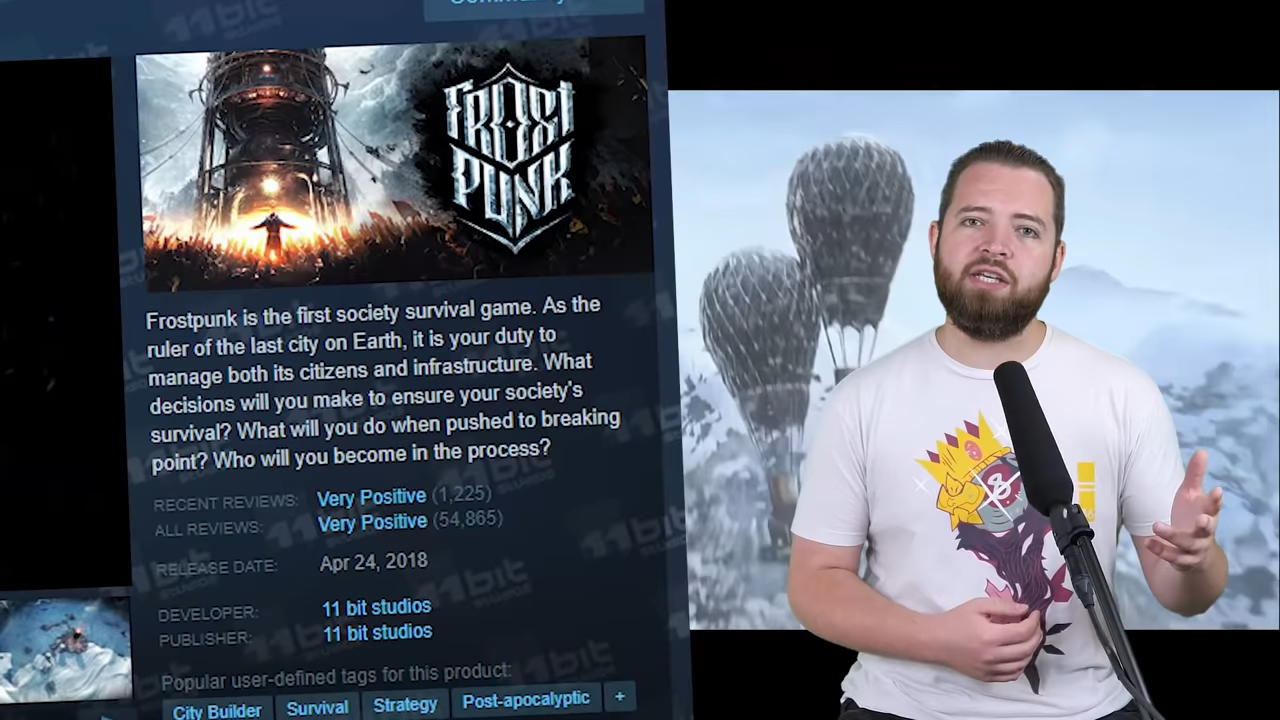 FROST
PUNK
Frostpunk is the first society survival game. As the
ruler of the last city on Earth, it is your duty to
manage both its citizens and infrastructure. What
decisions will you make to ensure your society's
survival? What will you do when pushed to breaking
point? Who will you become in the process?
RECENT REVIEWS: Very Positive (1,225)
ALL REVIEWS: Very Positive (54,865)
RELEASE DATE: Apr 24, 2018
DEVELOPER: 11 bit studios
PUBLISHER: 11 bit studios
Popular user-defined tags for this product:
City Builder Survival Strategy Post-apocalyptic +